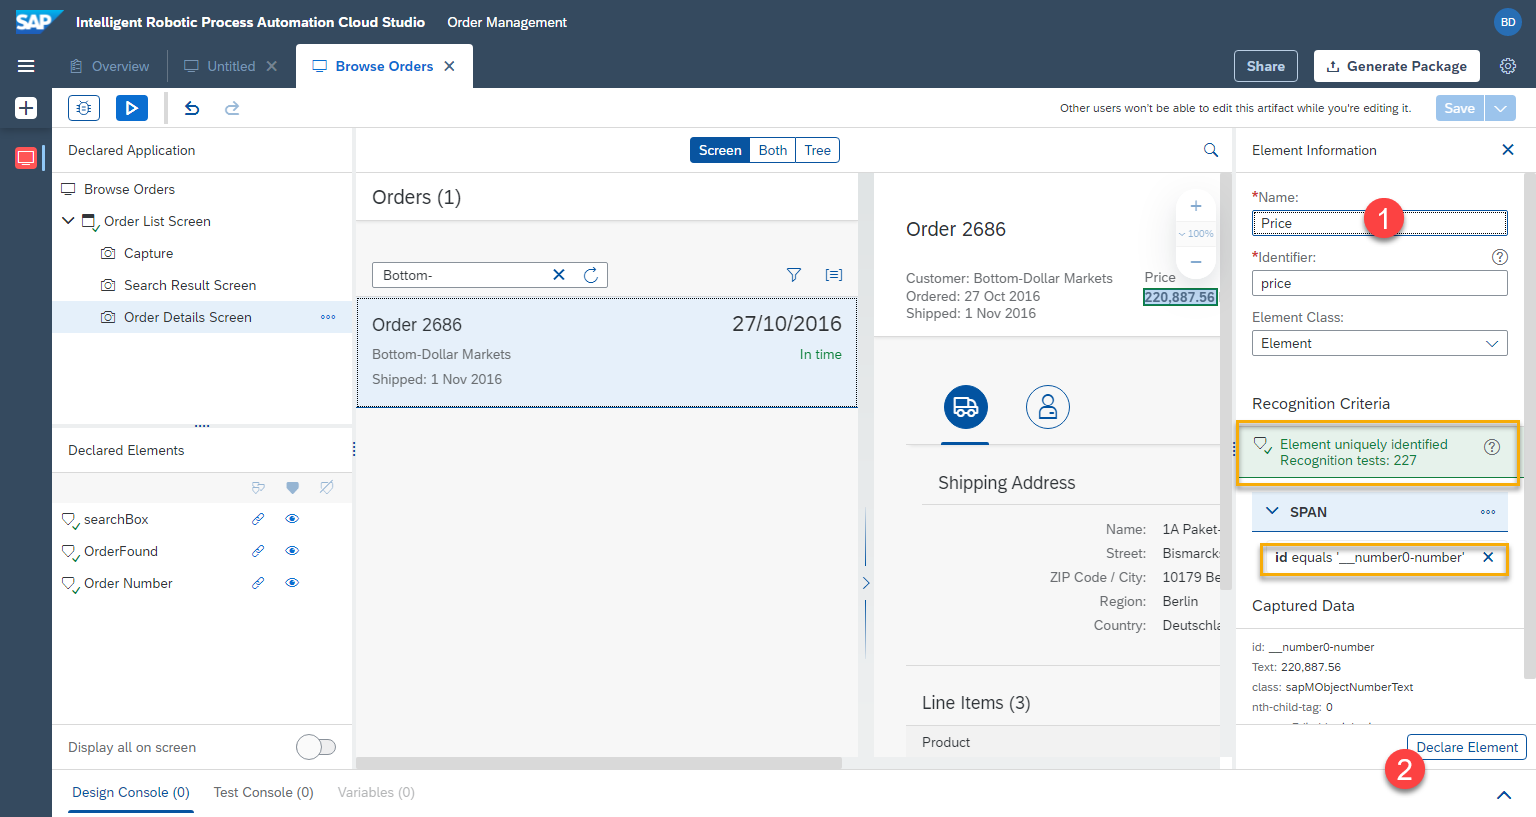 SAP Intelligent Robotic Process Automation Cloud Studio Order Management BD
Overview Untitled Browse Orders Share Generate Package
Other users won't be able to edit this artifact while you're editing it. Save
Declared Application
Browse Orders
Order List Screen
Capture
Search Result Screen
Order Details Screen
Declared Elements
searchBox
OrderFound
Order Number
Display all on screen
Screen Both Tree
Orders (1)
Bottom-
Order 2686 27/10/2016
Bottom-Dollar Markets In time
Shipped: 1 Nov 2016
Order 2686
100%
Customer: Bottom-Dollar Markets Price
Ordered: 27 Oct 2016 220,887.56
Shipped: 1 Nov 2016
Shipping Address
Name: 1A Paket-
Street: Bismarcks
ZIP Code / City: 10179 Be
Region: Berlin
Country: Deutschla
Line Items (3)
Product
Element Information
*Name:
Price 1
*Identifier:
price
Element Class:
Element
Recognition Criteria
Element uniquely identified
Recognition tests: 227
SPAN
id equals '__number0-number'
Captured Data
id: __number0-number
Text: 220,887.56
class: sapMObjectNumberText
nth-child-tag: 0
Declare Element
2
Design Console (0) Test Console (0) Variables (0)